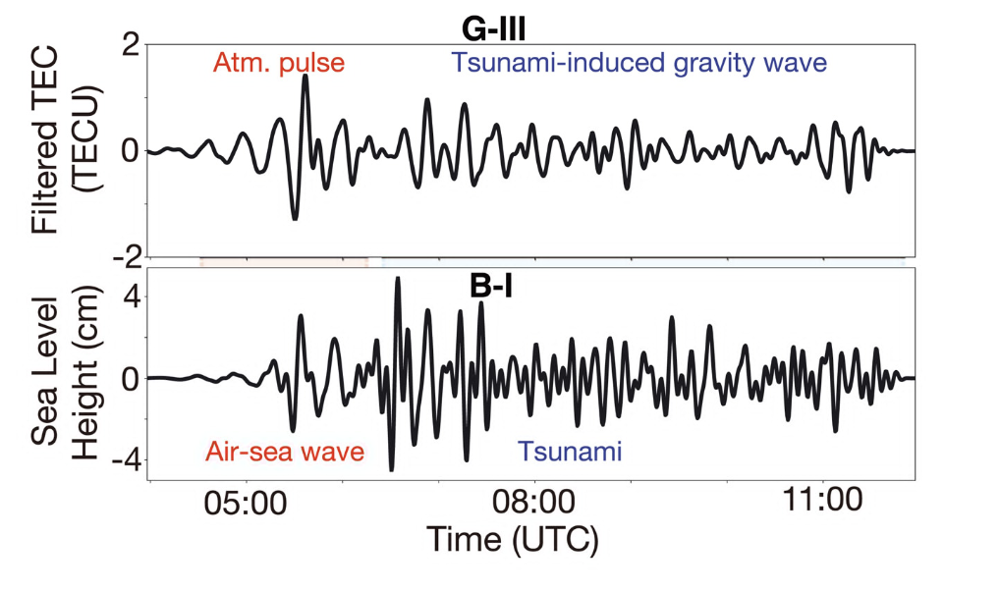 G-III
Filtered TEC
(TECU)
2
0
-2
Atm. pulse
Tsunami-induced gravity wave
B-I
Sea Level
Height (cm)
4
0
-4
Air-sea wave
Tsunami
05:00
08:00
11:00
Time (UTC)